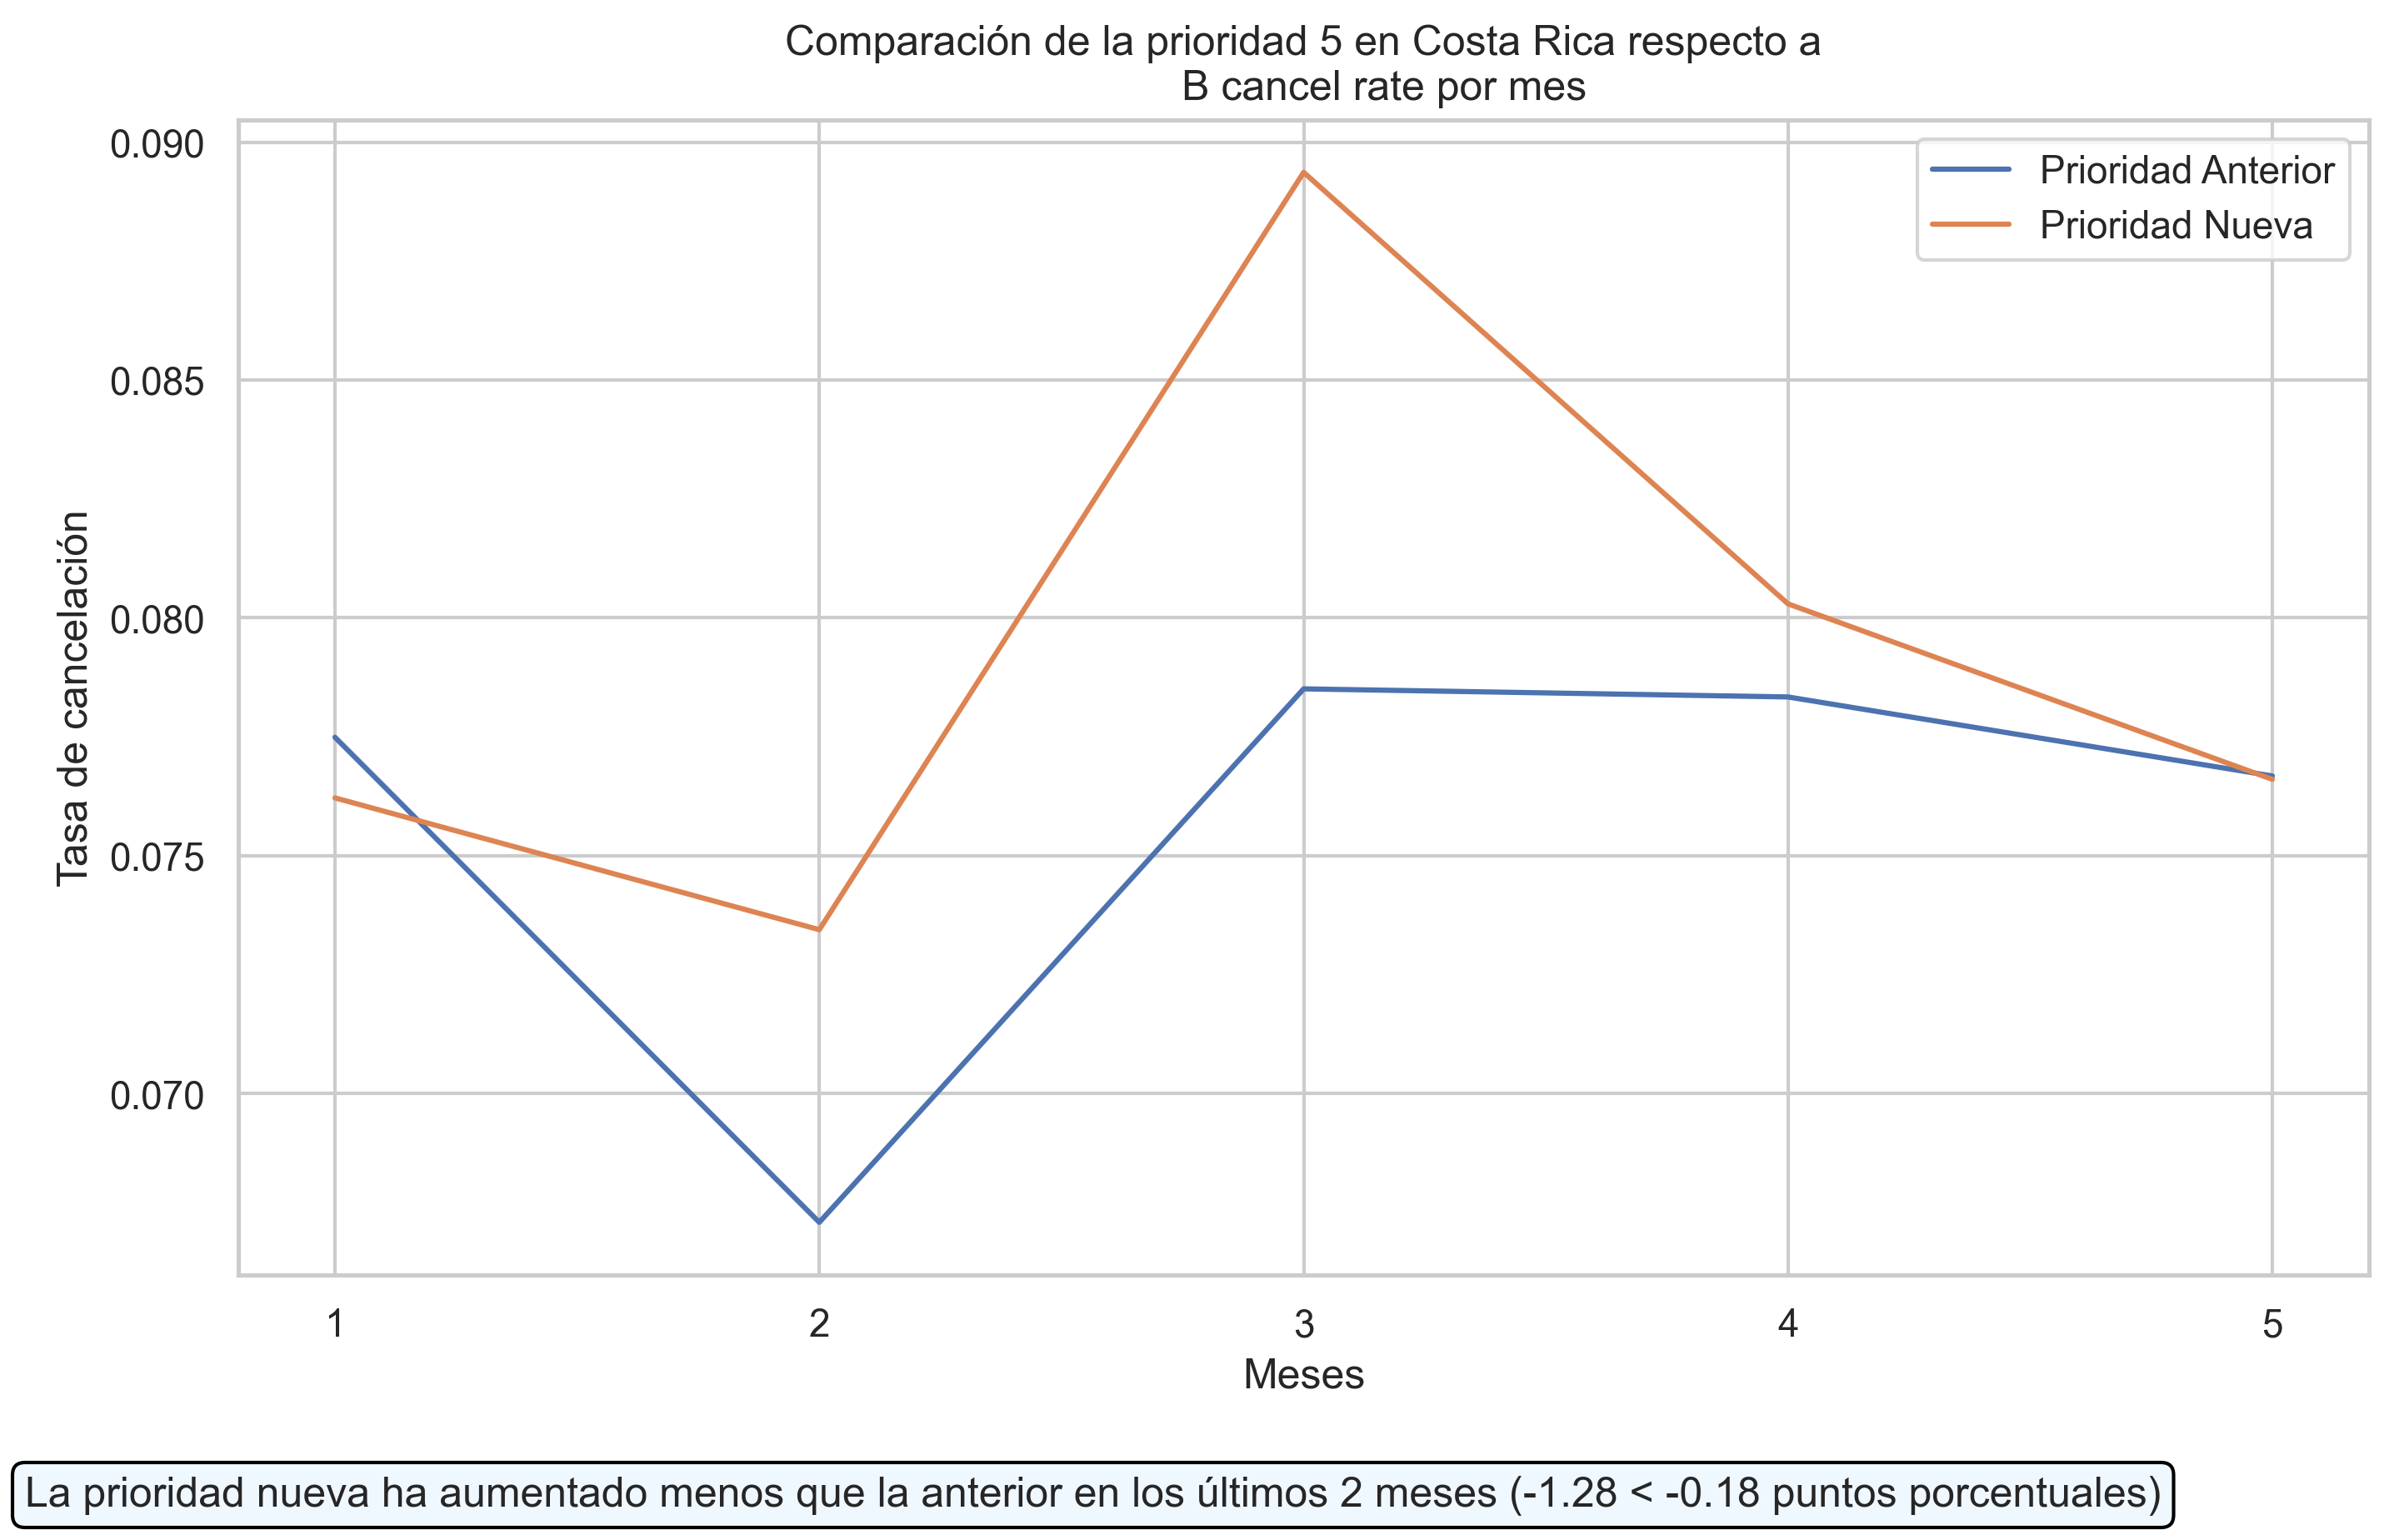 Comparación de la prioridad 5 en Costa Rica respecto a
B cancel rate por mes
0.090
0.085
0.080
0.075
0.070
Tasa de cancelación
Prioridad Anterior
Prioridad Nueva
1 2 3 4 5
Meses
La prioridad nueva ha aumentado menos que la anterior en los últimos 2 meses (-1.28 < -0.18 puntos porcentuales)